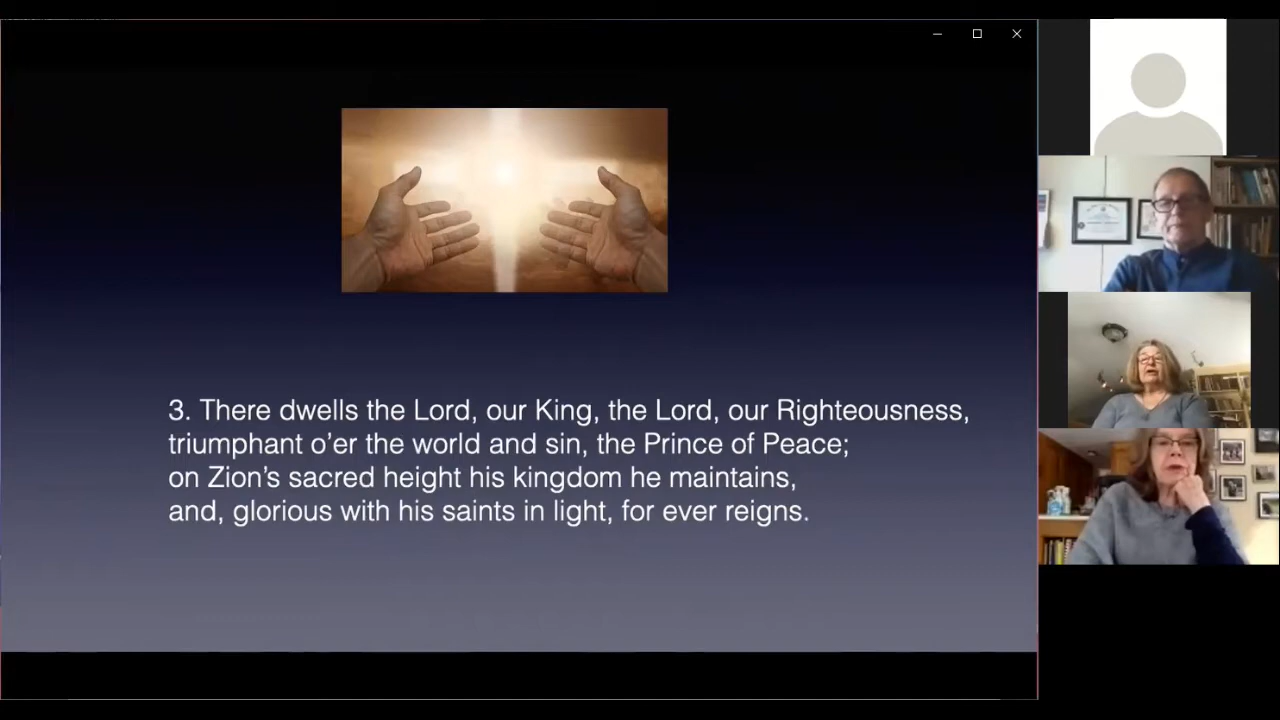 3. There dwells the Lord, our King, the Lord, our Righteousness,
triumphant o’er the world and sin, the Prince of Peace;
on Zion’s sacred height his kingdom he maintains,
and, glorious with his saints in light, for ever reigns.